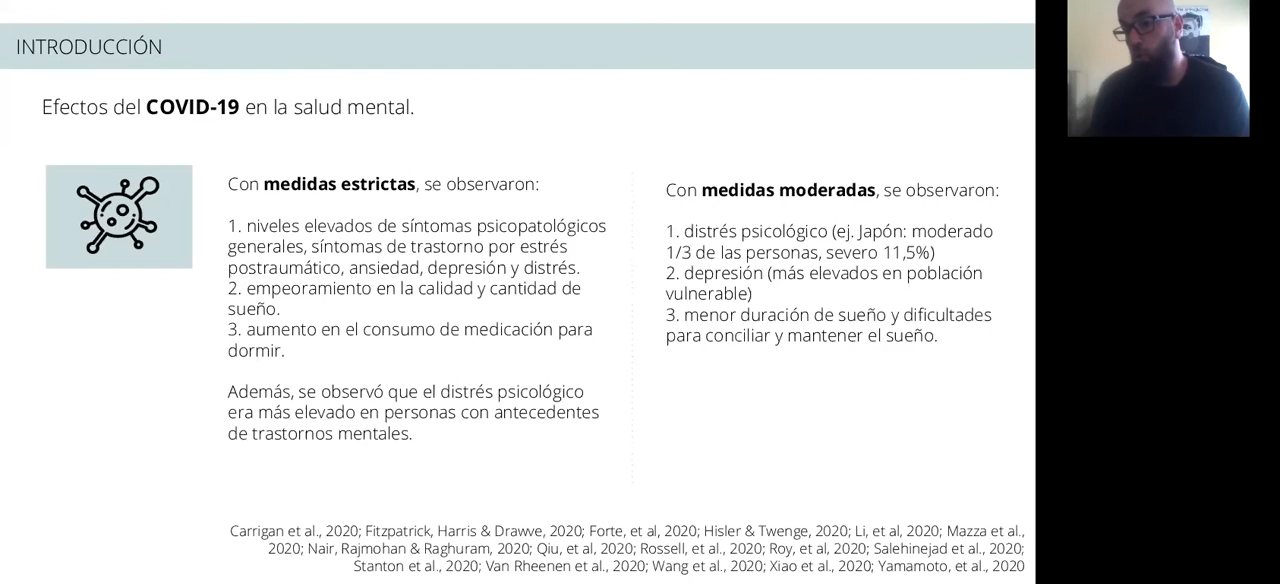 INTRODUCCIÓN
Efectos del COVID-19 en la salud mental.
Con medidas estrictas, se observaron:
1. niveles elevados de síntomas psicopatológicos
generales, síntomas de trastorno por estrés
postraumático, ansiedad, depresión y distrés.
2. empeoramiento en la calidad y cantidad de
sueño.
3. aumento en el consumo de medicación para
dormir.
Además, se observó que el distrés psicológico
era más elevado en personas con antecedentes
de trastornos mentales.
Con medidas moderadas, se observaron:
1. distrés psicológico (ej. Japón: moderado
1/3 de las personas, severo 11,5%)
2. depresión (más elevados en población
vulnerable)
3. menor duración de sueño y dificultades
para conciliar y mantener el sueño.
Carrigan et al., 2020; Fitzpatrick, Harris & Drawve, 2020; Forte, et al, 2020; Hisler & Twenge, 2020; Li, et al, 2020; Mazza et al.,
2020; Nair, Rajmohan & Raghuram, 2020; Qiu, et al, 2020; Rossell, et al., 2020; Roy, et al, 2020; Salehinejad et al., 2020;
Stanton et al., 2020; Van Rheenen et al., 2020; Wang et al., 2020; Xiao et al., 2020; Yamamoto, et al., 2020